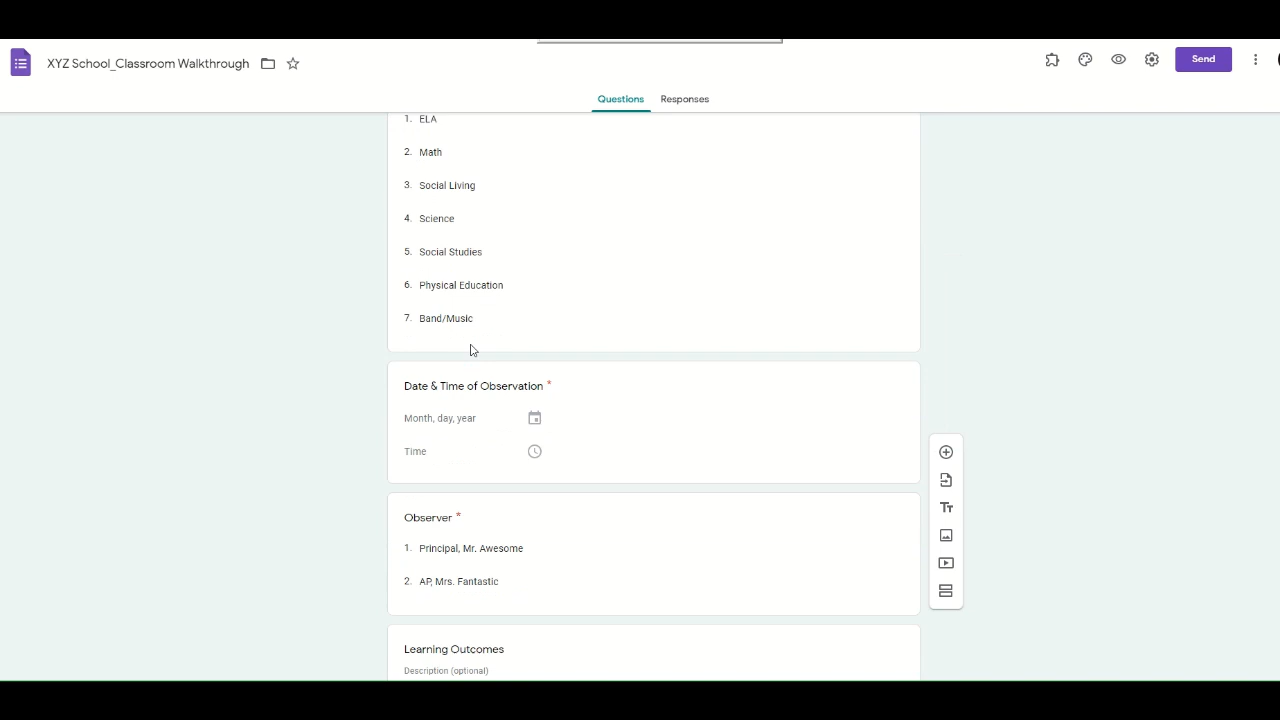 XYZ School_Classroom Walkthrough
Send
Questions Responses
1. ELA
2. Math
3. Social Living
4. Science
5. Social Studies
6. Physical Education
7. Band/Music
Date & Time of Observation *
Month, day, year
Time
Observer *
1. Principal, Mr. Awesome
2. AP, Mrs. Fantastic
Tт
Learning Outcomes
Description (optional)